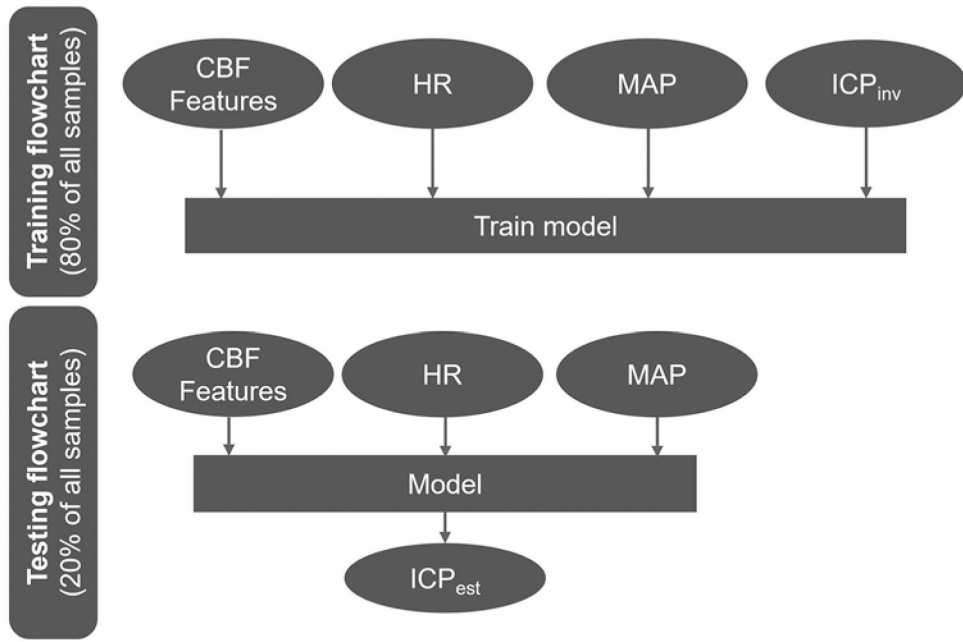 Training flowchart
(80% of all samples)
CBF
Features
HR
MAP
ICPinv
Train model
Testing flowchart
(20% of all samples)
CBF
Features
HR
MAP
Model
ICPest